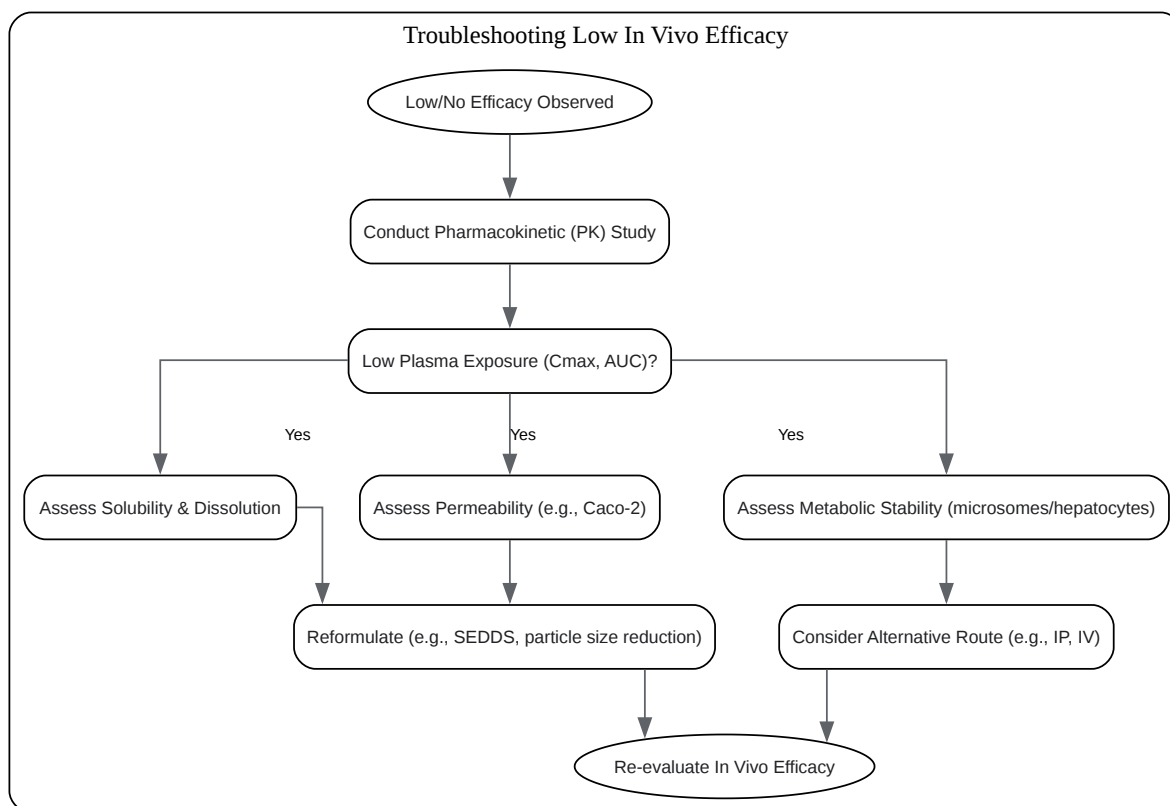 Troubleshooting Low In Vivo Efficacy
Low/No Efficacy Observed
Conduct Pharmacokinetic (PK) Study
Low Plasma Exposure (Cmax, AUC)?
Yes
Yes
Yes
Assess Solubility & Dissolution
Assess Permeability (e.g., Caco-2)
Assess Metabolic Stability (microsomes/hepatocytes)
Reformulate (e.g., SEDDS, particle size reduction)
Consider Alternative Route (e.g., IP, IV)
Re-evaluate In Vivo Efficacy